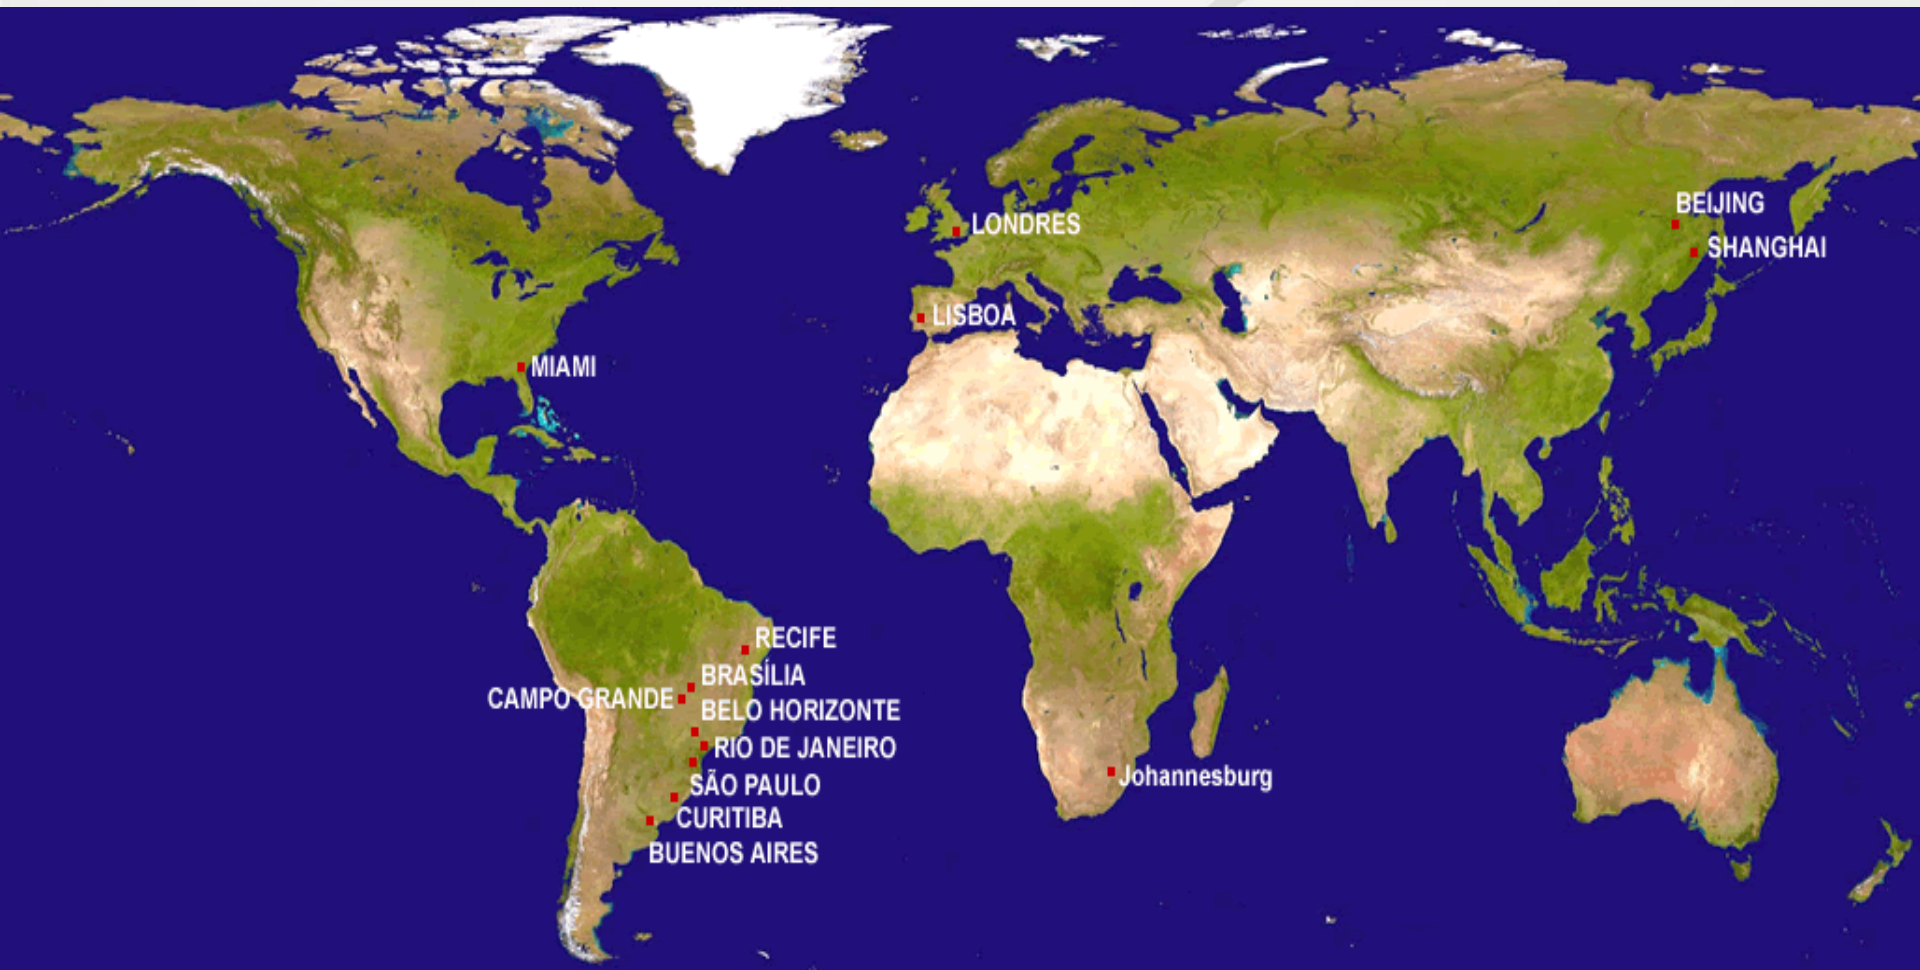 BEIJING
LONDRES
SHANGHAI
LISBOA
MIAMI
RECIFE
BRASÍLIA
CAMPO GRANDE
BELO HORIZONTE
RIO DE JANEIRO
Johannesburg
SÃO PAULO
CURITIBA
BUENOS AIRES